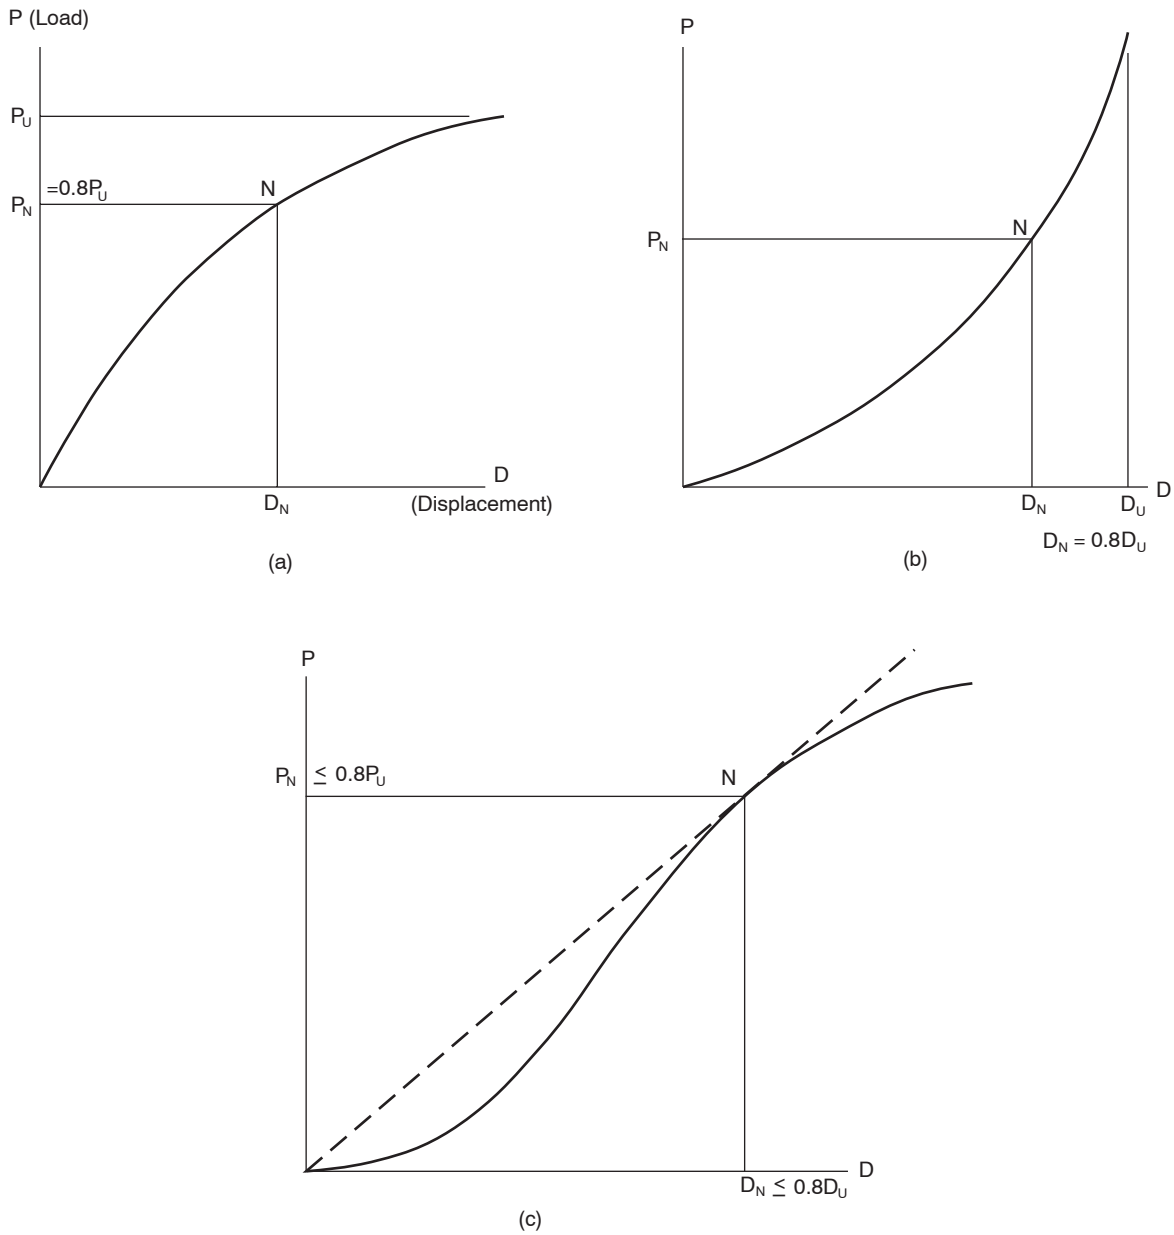 P (Load)
P_U
=0.8P_U
P_N
N
D
D_N
(Displacement)
(a)
P
P_N
N
D
D_N
D_U
D_N = 0.8D_U
(b)
P
P_N ≤ 0.8P_U
N
D
D_N ≤ 0.8D_U
(c)